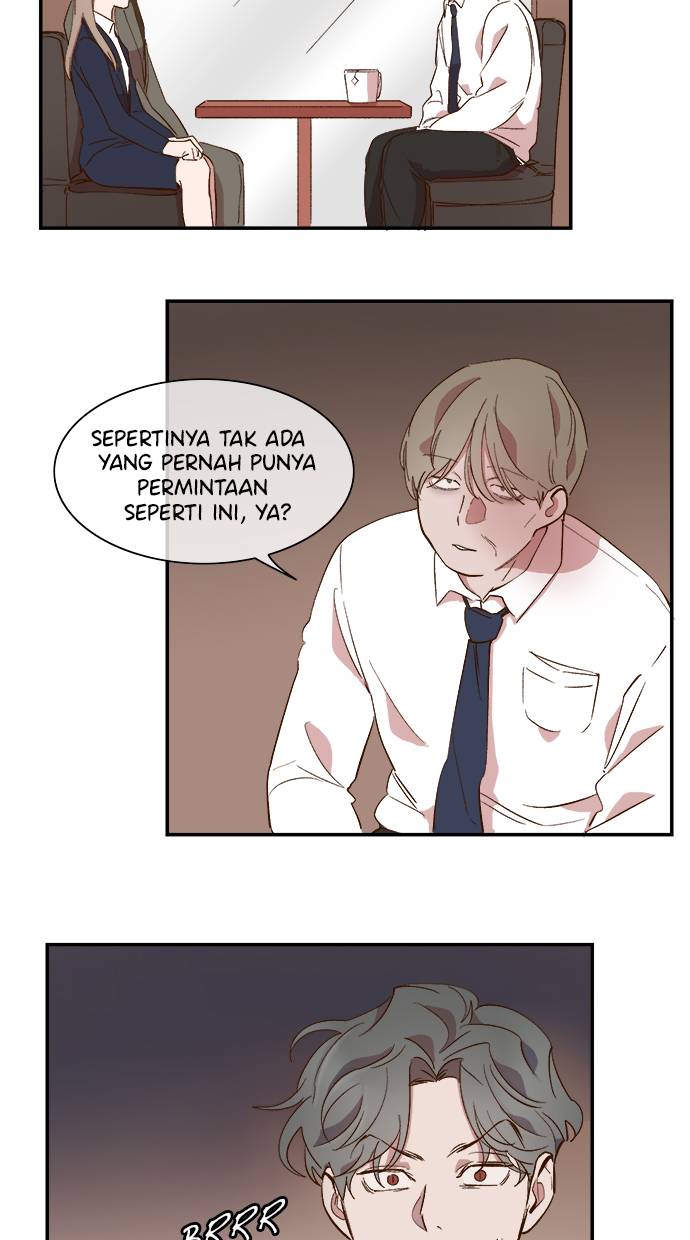 SEPERTINYA TAK ADA
YANG PERNAH PUNYA
PERMINTAAN
SEPERTI INI, YA?
BRRR